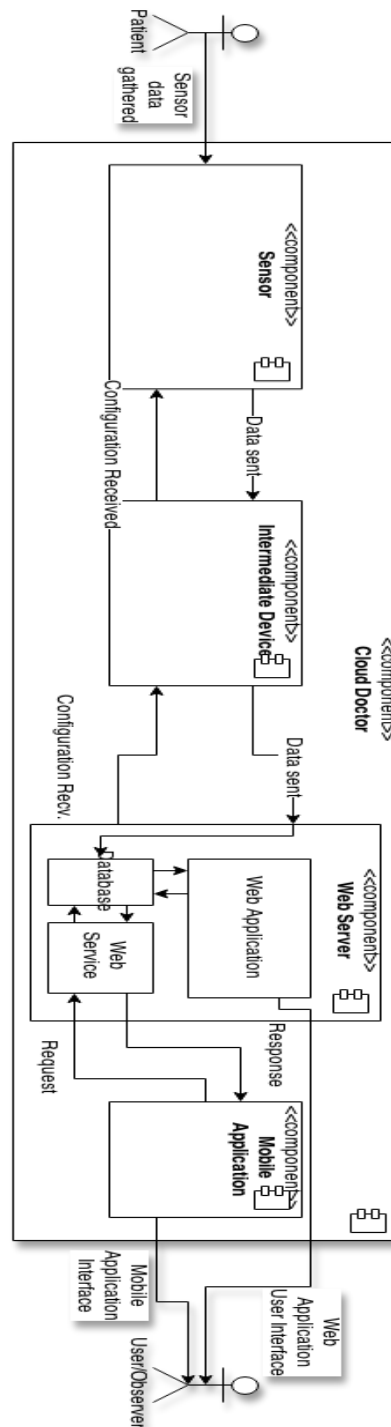 Patient
Sensor
data
gathered
<<component>>
Cloud Doctor
<<component>>
Sensor
Data sent
Configuration Received
<<component>>
Intermediate Device
Data sent
Configuration Recv.
<<component>>
Web Server
Web Application
Database
Web
Service
Response
Request
<<component>>
Mobile
Application
Web
Application
User Interface
Mobile
Application
Interface
User/Observer